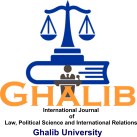 GHALIB
International Journal
of
Law, Political Science and International Relations
Ghalib University